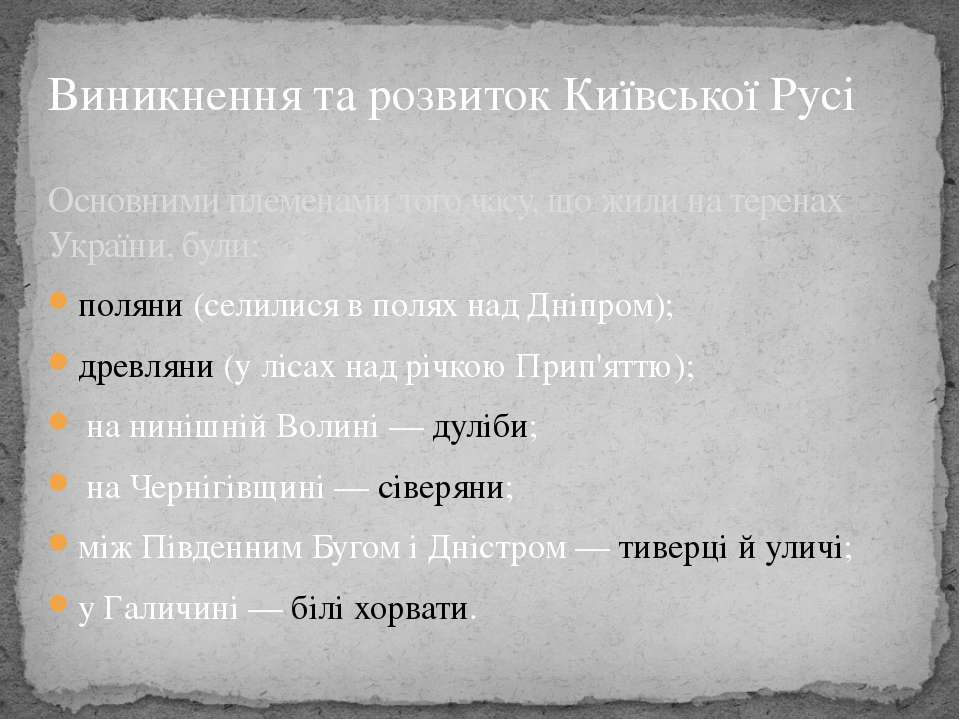 Виникнення та розвиток Київської Русі
Основними племенами того часу, що жили на теренах
України, були:
поляни (селилися в полях над Дніпром);
древляни (у лісах над річкою Прип'яттю);
на нинішній Волині — дуліби;
на Чернігівщині — сіверяни;
між Південним Бугом і Дністром — тиверці й уличі;
у Галичині — білі хорвати.